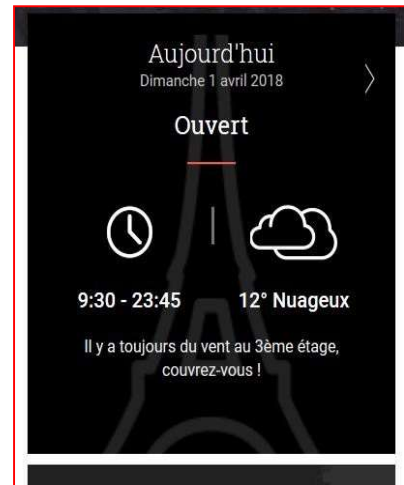 Aujourd'hui
Dimanche 1 avril 2018
Ouvert
9:30 - 23:45
12° Nuageux
Il y a toujours du vent au 3ème étage,
couvrez-vous !